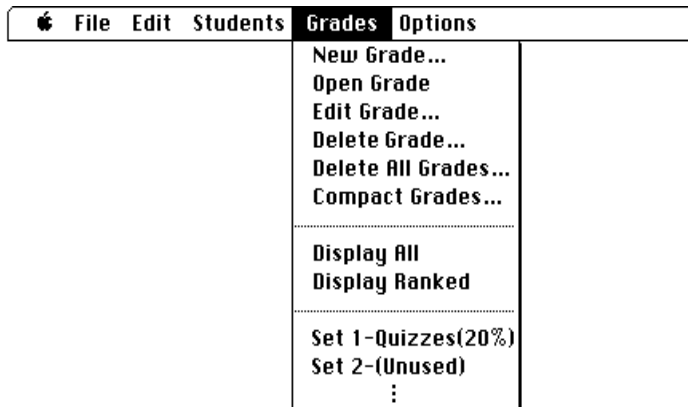 File Edit Students Grades Options
New Grade...
Open Grade
Edit Grade...
Delete Grade...
Delete All Grades...
Compact Grades...
Display All
Display Ranked
Set 1-Quizzes(20%)
Set 2-(Unused)